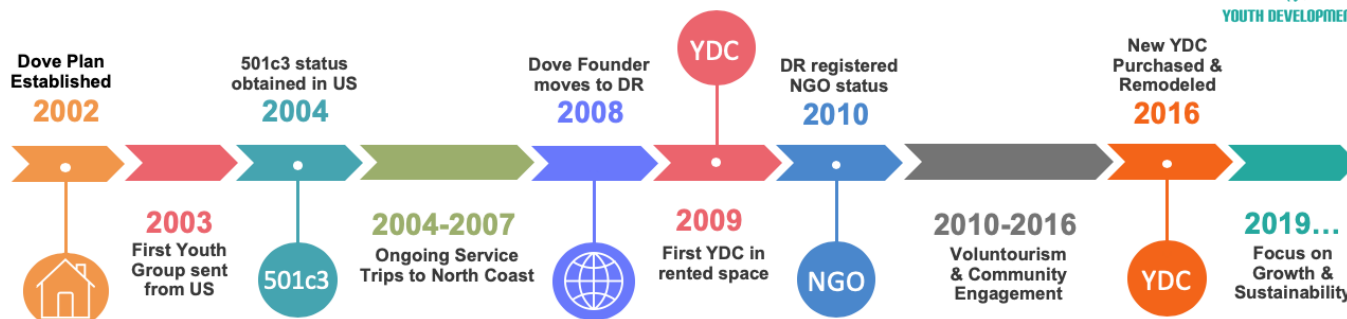 YOUTH DEVELOPMEN
Dove Plan
Established
2002
2003
First Youth
Group sent
from US
501c3 status
obtained in US
2004
501c3
2004-2007
Ongoing Service
Trips to North Coast
Dove Founder
moves to DR
2008
YDC
2009
First YDC in
rented space
DR registered
NGO status
2010
NGO
2010-2016
Voluntourism
& Community
Engagement
New YDC
Purchased &
Remodeled
2016
YDC
2019...
Focus on
Growth &
Sustainability